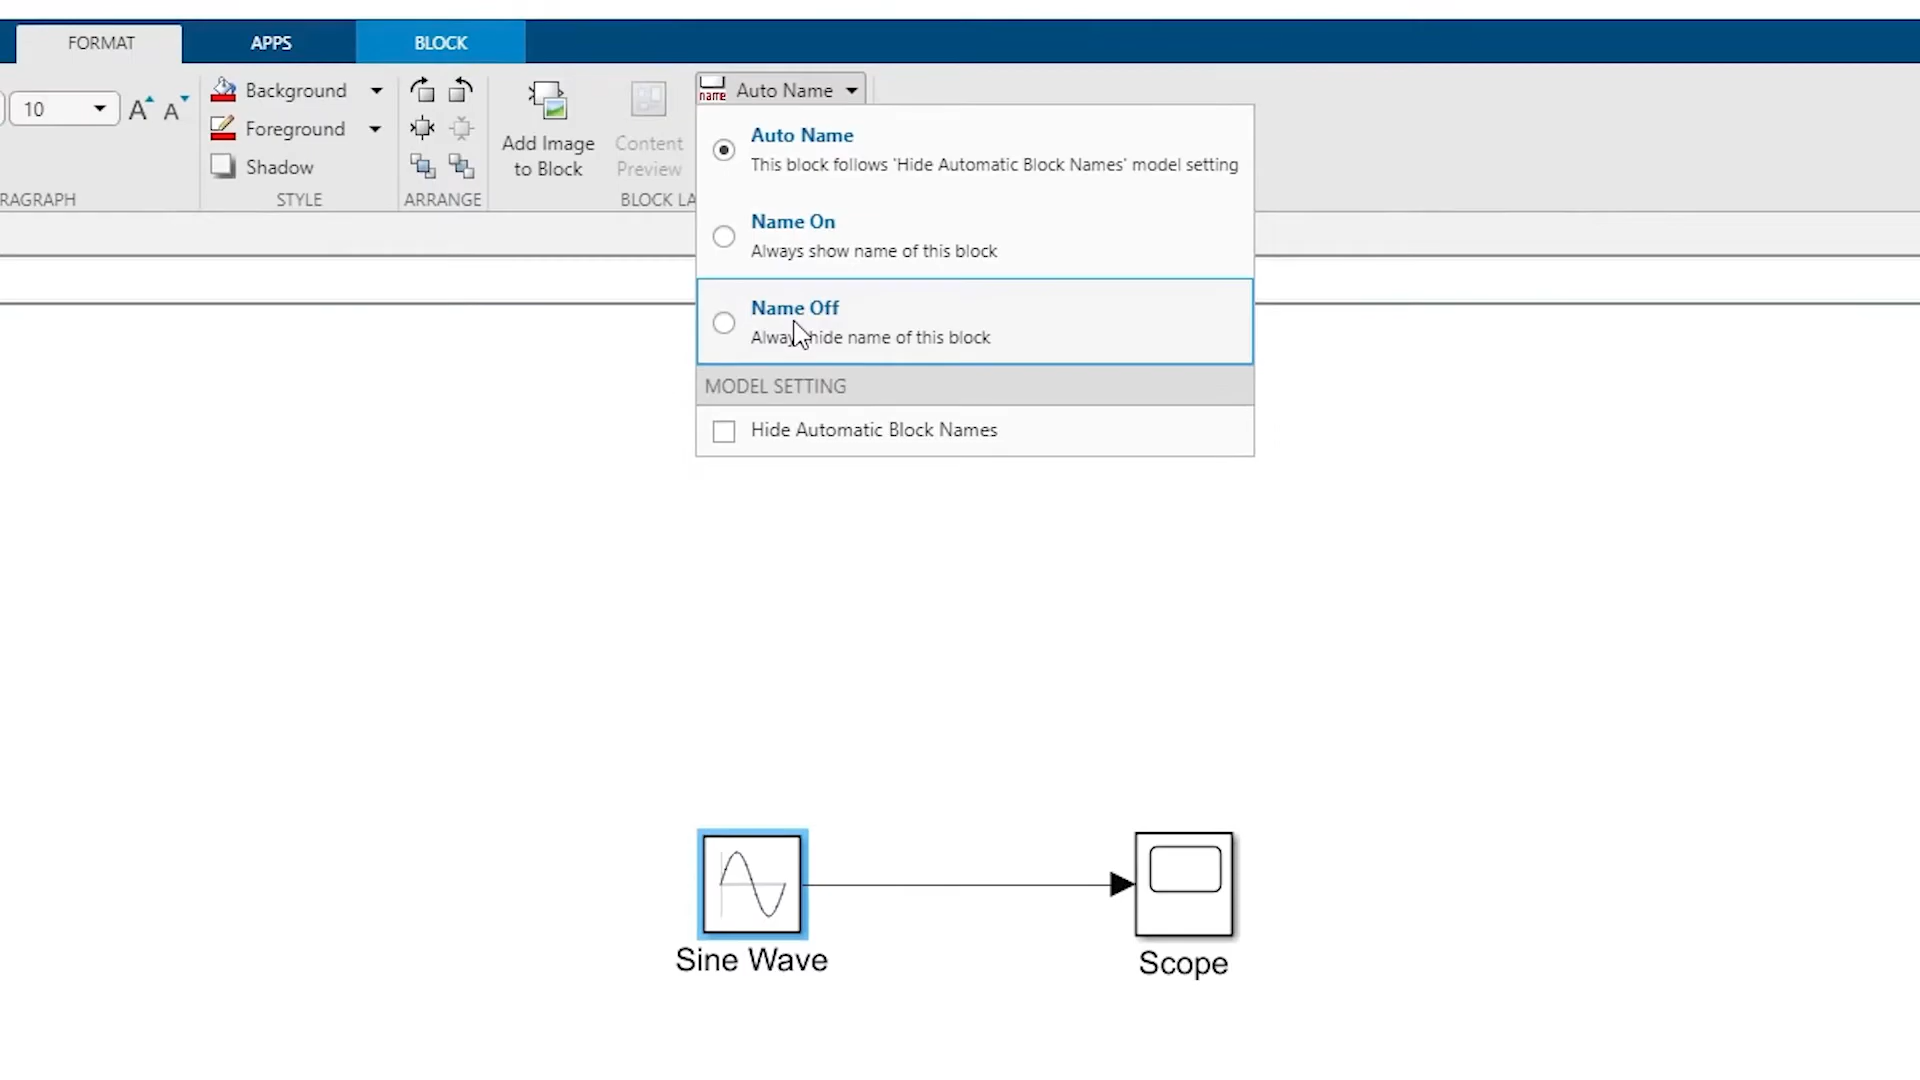 FORMAT
APPS
BLOCK
10
A A
Background
Foreground
Shadow
Add Image
to Block
Content
Preview
name Auto Name
RAGRAPH
STYLE
ARRANGE
BLOCK LA
Auto Name
This block follows 'Hide Automatic Block Names' model setting
Name On
Always show name of this block
Name Off
Always hide name of this block
MODEL SETTING
Hide Automatic Block Names
Sine Wave
Scope